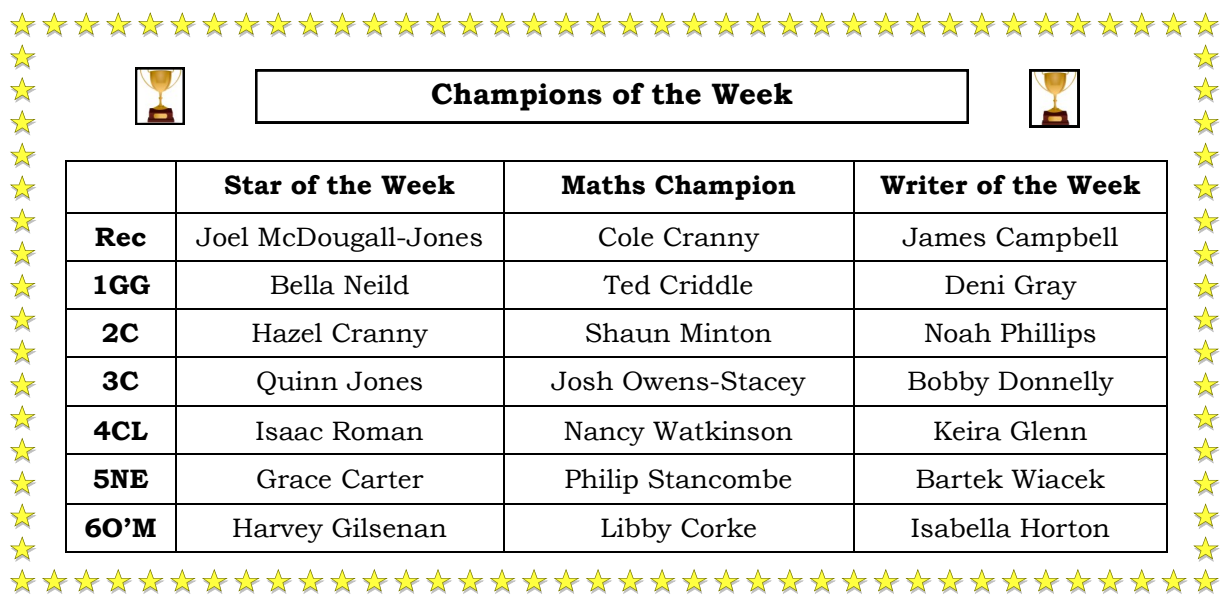 Champions of the Week
Star of the Week Maths Champion Writer of the Week
Rec Joel McDougall-Jones Cole Cranny James Campbell
1GG Bella Neild Ted Criddle Deni Gray
2C Hazel Cranny Shaun Minton Noah Phillips
3C Quinn Jones Josh Owens-Stacey Bobby Donnelly
4CL Isaac Roman Nancy Watkinson Keira Glenn
5NE Grace Carter Philip Stancombe Bartek Wiacek
6O’M Harvey Gilsenan Libby Corke Isabella Horton